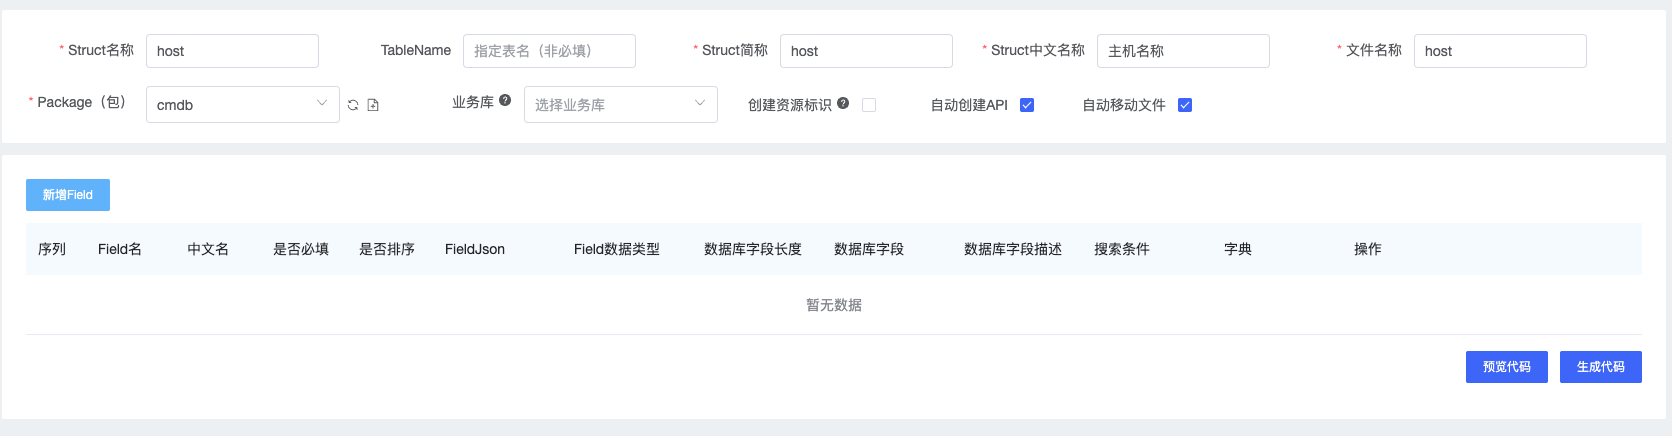 * Struct名称 host TableName 指定表名（非必填） * Struct简称 host * Struct中文名称 主机名称 * 文件名称 host
* Package（包） cmdb 业务库 ? 选择业务库 创建资源标识 ? 自动创建API 自动移动文件
新增Field
序列 Field名 中文名 是否必填 是否排序 FieldJson Field数据类型 数据库字段长度 数据库字段 数据库字段描述 搜索条件 字典 操作
暂无数据
预览代码 生成代码